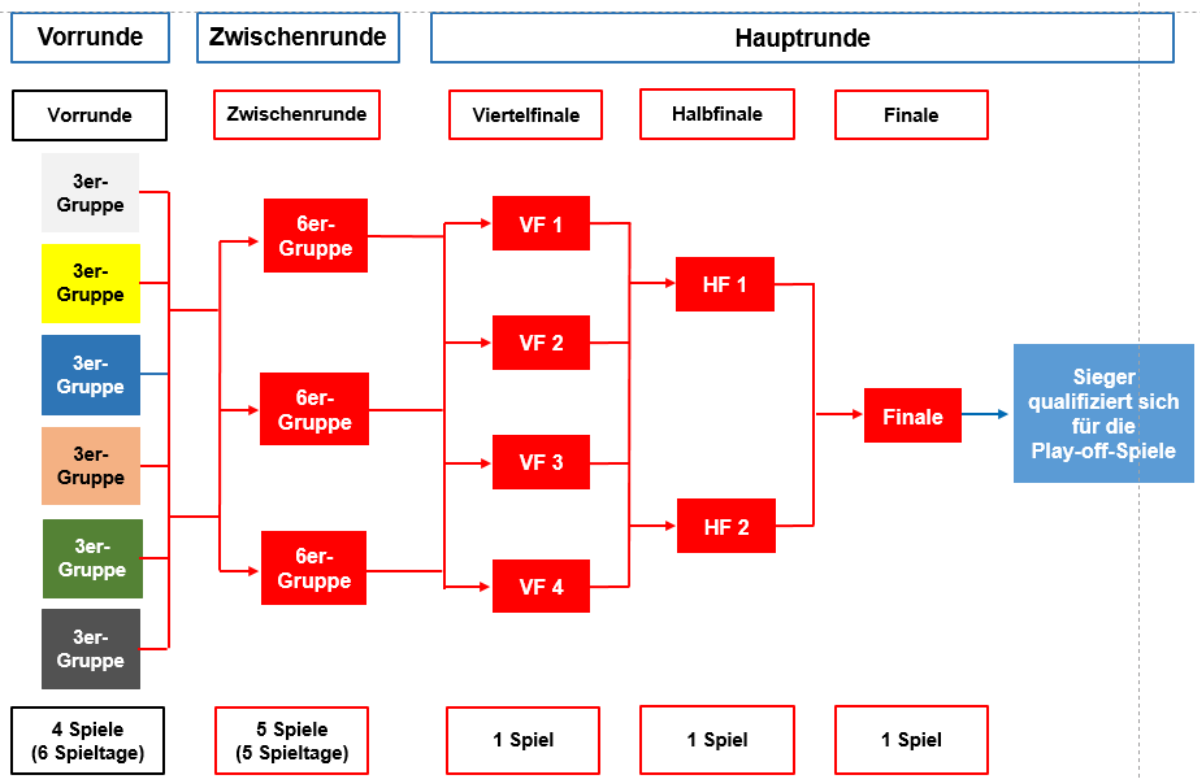 Vorrunde
Zwischenrunde
Hauptrunde
Vorrunde
Zwischenrunde
Viertelfinale
Halbfinale
Finale
3er-
Gruppe
3er-
Gruppe
3er-
Gruppe
3er-
Gruppe
3er-
Gruppe
3er-
Gruppe
6er-
Gruppe
6er-
Gruppe
6er-
Gruppe
VF 1
VF 2
VF 3
VF 4
HF 1
HF 2
Finale
Sieger
qualifiziert sich
für die
Play-off-Spiele
4 Spiele
(6 Spieltage)
5 Spiele
(5 Spieltage)
1 Spiel
1 Spiel
1 Spiel